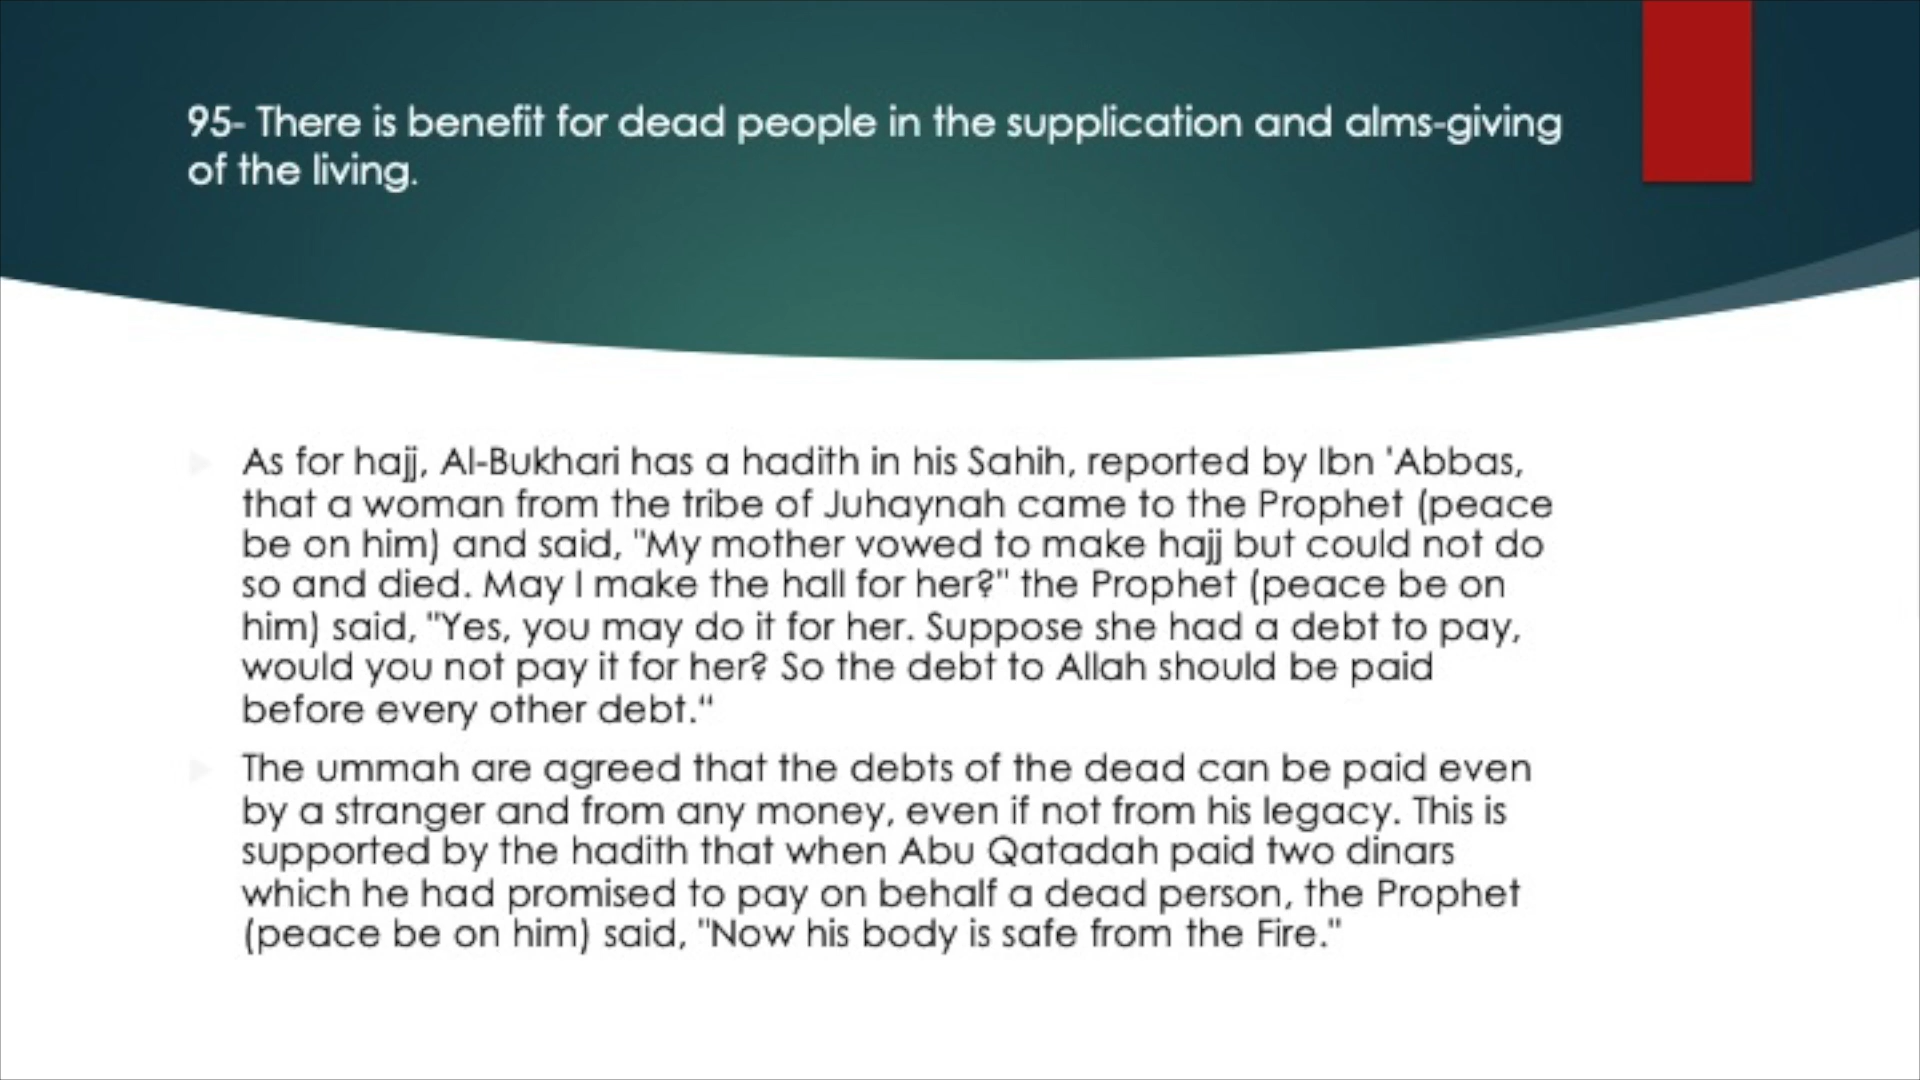 95- There is benefit for dead people in the supplication and alms-giving
of the living.
As for hajj, Al-Bukhari has a hadith in his Sahih, reported by Ibn 'Abbas,
that a woman from the tribe of Juhaynah came to the Prophet (peace
be on him) and said, "My mother vowed to make hajj but could not do
so and died. May I make the hall for her?" the Prophet (peace be on
him) said, "Yes, you may do it for her. Suppose she had a debt to pay,
would you not pay it for her? So the debt to Allah should be paid
before every other debt.“
The ummah are agreed that the debts of the dead can be paid even
by a stranger and from any money, even if not from his legacy. This is
supported by the hadith that when Abu Qatadah paid two dinars
which he had promised to pay on behalf a dead person, the Prophet
(peace be on him) said, "Now his body is safe from the Fire."